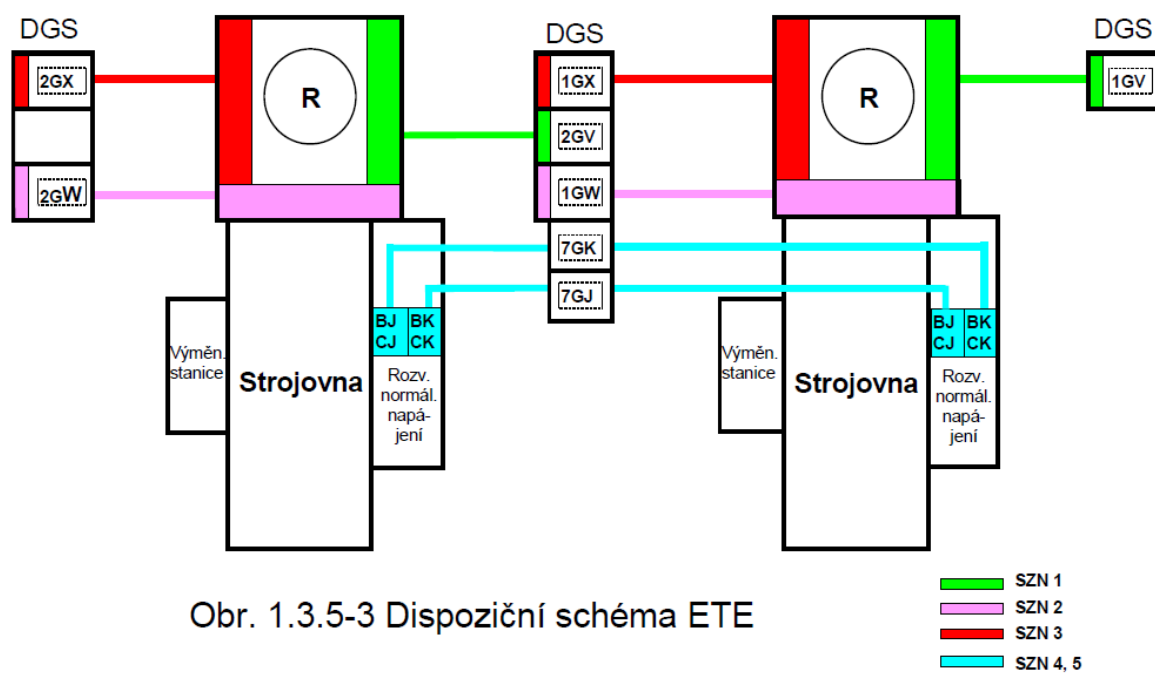 DGS
DGS
DGS
2GX
R
1GX
R
1GV
2GV
2GW
1GW
7GK
7GJ
BJ BK
CJ CK
BJ BK
CJ CK
Výměn.
stanice
Strojovna
Rozv.
normál.
napá-
jení
Výměn.
stanice
Strojovna
Rozv.
normál.
napá-
jení
SZN 1
SZN 2
SZN 3
SZN 4, 5
Obr. 1.3.5-3 Dispoziční schéma ETE